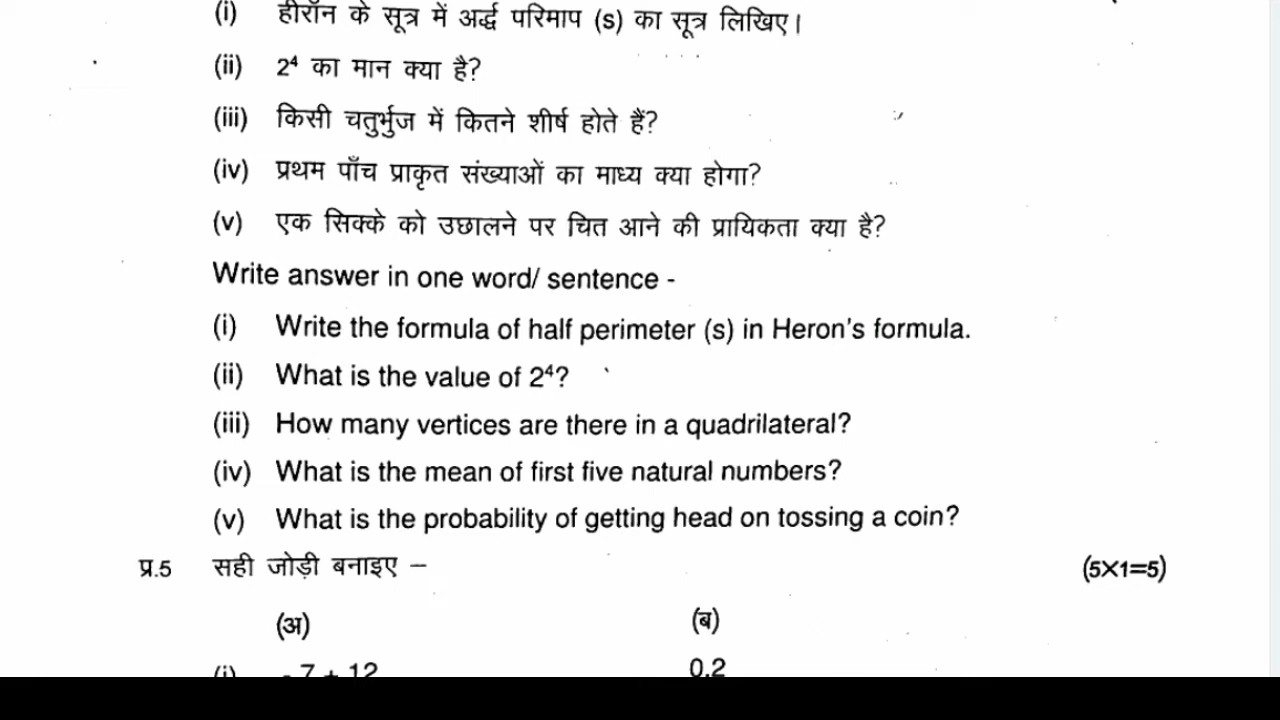 (i) हीरॉन के सूत्र में अर्द्ध परिमाप (s) का सूत्र लिखिए।
(ii) 2⁴ का मान क्या है?
(iii) किसी चतुर्भुज में कितने शीर्ष होते हैं?
(iv) प्रथम पाँच प्राकृत संख्याओं का माध्य क्या होगा?
(v) एक सिक्के को उछालने पर चित आने की प्रायिकता क्या है?
Write answer in one word/ sentence -
(i) Write the formula of half perimeter (s) in Heron's formula.
(ii) What is the value of 2⁴?
(iii) How many vertices are there in a quadrilateral?
(iv) What is the mean of first five natural numbers?
(v) What is the probability of getting head on tossing a coin?
प्र.5 सही जोड़ी बनाइए – (5×1=5)
(अ) (ब)
(i) - 7 + 12 0.2